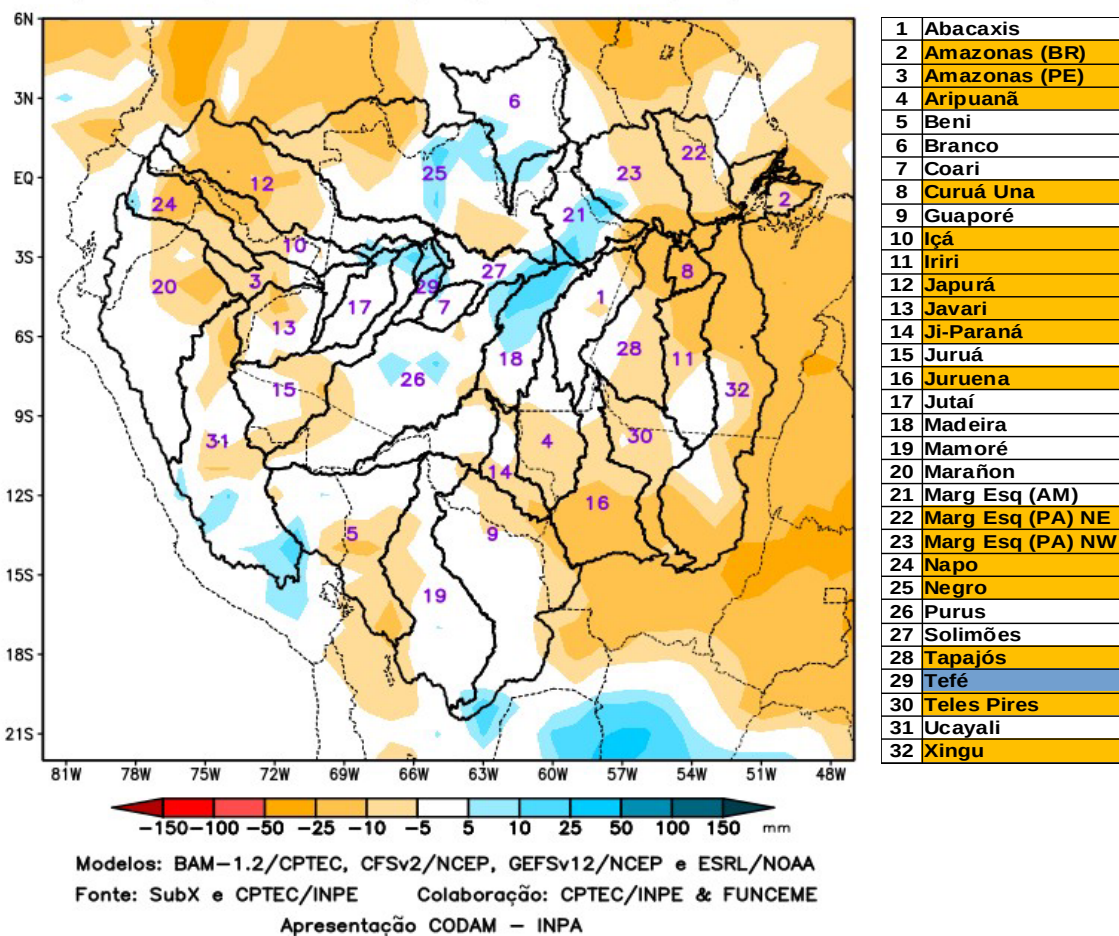 6N
3N
EQ
3S
6S
9S
12S
15S
18S
21S
81W 78W 75W 72W 69W 66W 63W 60W 57W 54W 51W 48W
6
25
23
22
2
12
24
21
10
3
20
27
8
29
7
1
17
13
28
18
11
26
15
32
31
4
30
14
16
5
9
19
−150 −100 −50 −25 −10 −5 5 10 25 50 100 150 mm
Modelos: BAM−1.2/CPTEC, CFSv2/NCEP, GEFSv12/NCEP e ESRL/NOAA
Fonte: SubX e CPTEC/INPE Colaboração: CPTEC/INPE & FUNCEME
Apresentação CODAM − INPA
1 Abacaxis
2 Amazonas (BR)
3 Amazonas (PE)
4 Aripuanã
5 Beni
6 Branco
7 Coari
8 Curuá Una
9 Guaporé
10 Içá
11 Iriri
12 Japurá
13 Javari
14 Ji-Paraná
15 Juruá
16 Juruena
17 Jutaí
18 Madeira
19 Mamoré
20 Marañon
21 Marg Esq (AM)
22 Marg Esq (PA) NE
23 Marg Esq (PA) NW
24 Napo
25 Negro
26 Purus
27 Solimões
28 Tapajós
29 Tefé
30 Teles Pires
31 Ucayali
32 Xingu